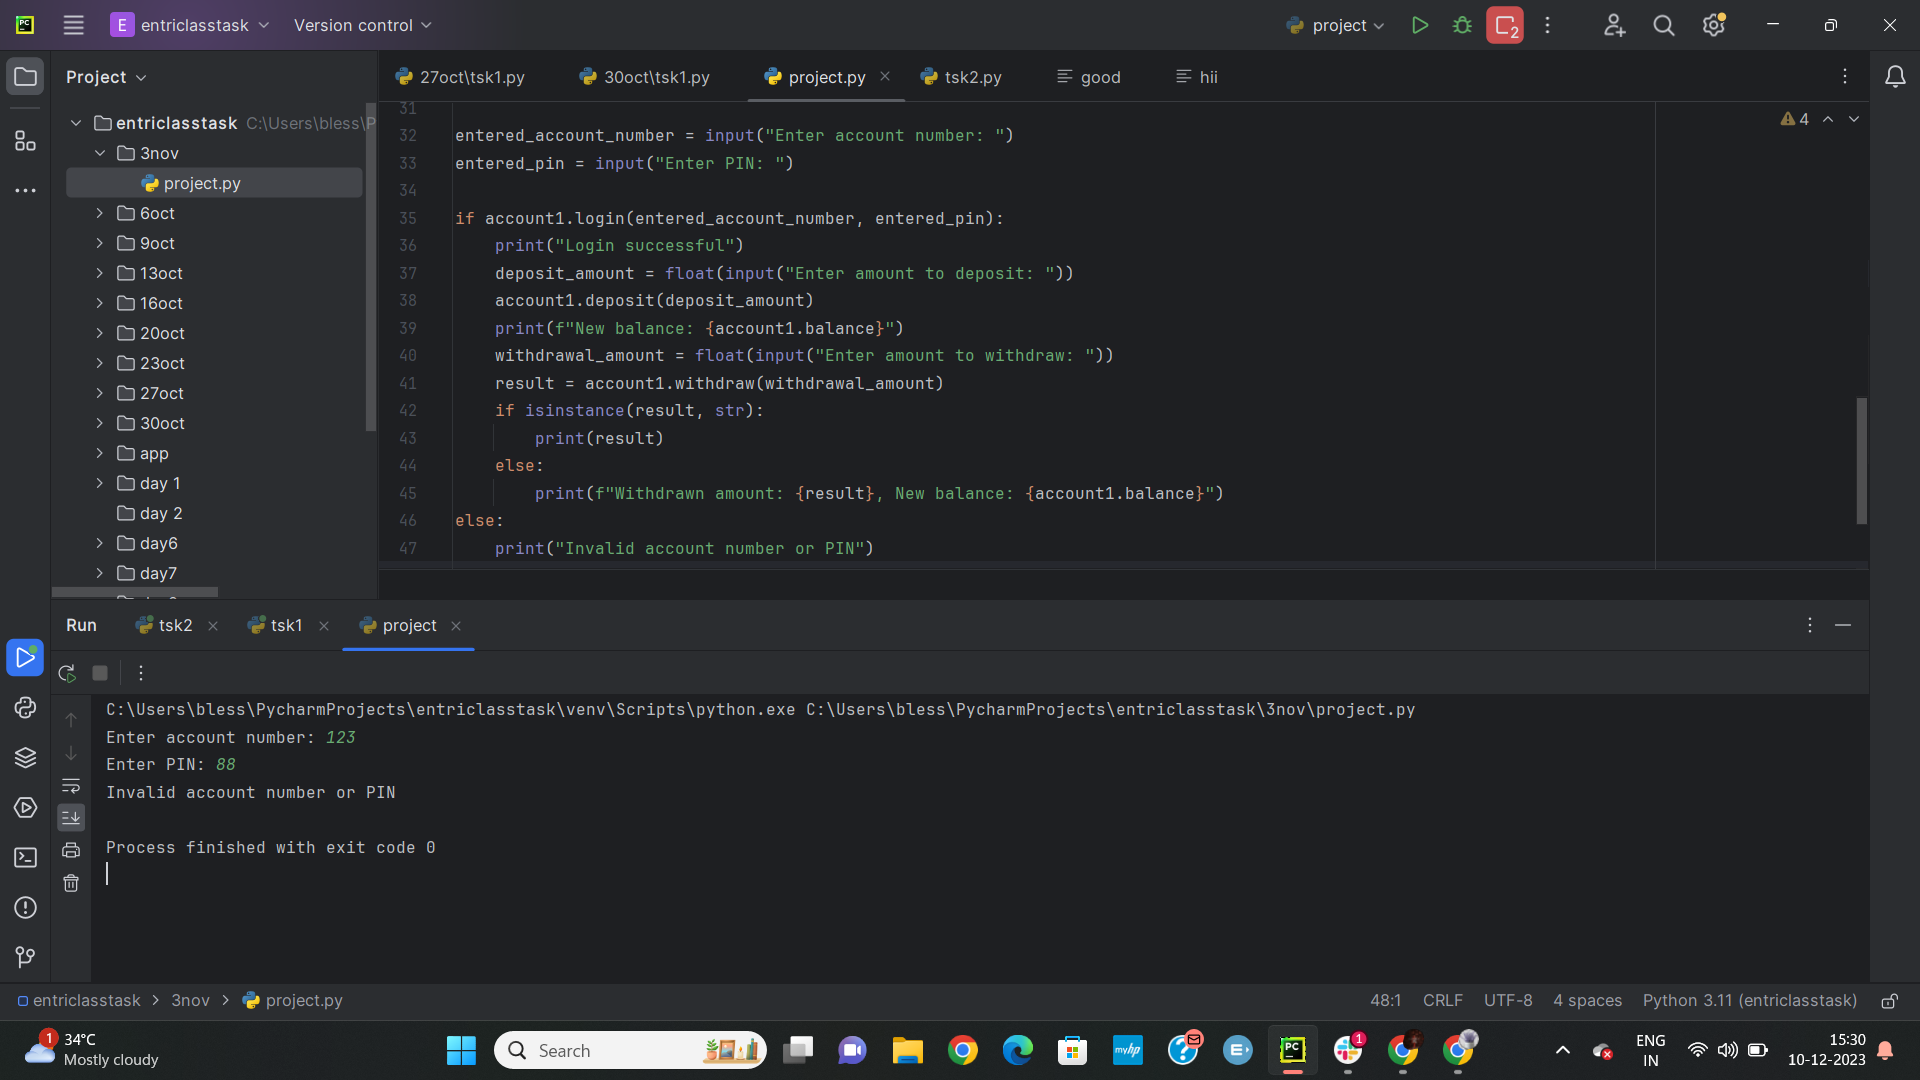 E entriclasstask
Version control
project
2
Project
27oct\tsk1.py
30oct\tsk1.py
project.py
tsk2.py
good
hii
entriclasstask C:\Users\bless\P
3nov
project.py
6oct
9oct
13oct
16oct
20oct
23oct
27oct
30oct
app
day 1
day 2
day6
day7
31
32 entered_account_number = input("Enter account number: ")
33 entered_pin = input("Enter PIN: ")
34
35 if account1.login(entered_account_number, entered_pin):
36 print("Login successful")
37 deposit_amount = float(input("Enter amount to deposit: "))
38 account1.deposit(deposit_amount)
39 print(f"New balance: {account1.balance}")
40 withdrawal_amount = float(input("Enter amount to withdraw: "))
41 result = account1.withdraw(withdrawal_amount)
42 if isinstance(result, str):
43 print(result)
44 else:
45 print(f"Withdrawn amount: {result}, New balance: {account1.balance}")
46 else:
47 print("Invalid account number or PIN")
4
Run
tsk2
tsk1
project
C:\Users\bless\PycharmProjects\entriclasstask\venv\Scripts\python.exe C:\Users\bless\PycharmProjects\entriclasstask\3nov\project.py
Enter account number: 123
Enter PIN: 88
Invalid account number or PIN
Process finished with exit code 0
entriclasstask > 3nov > project.py
48:1 CRLF UTF-8 4 spaces Python 3.11 (entriclasstask)
1
34°C
Mostly cloudy
Search
myhp
E
PC
1
ENG
IN
15:30
10-12-2023